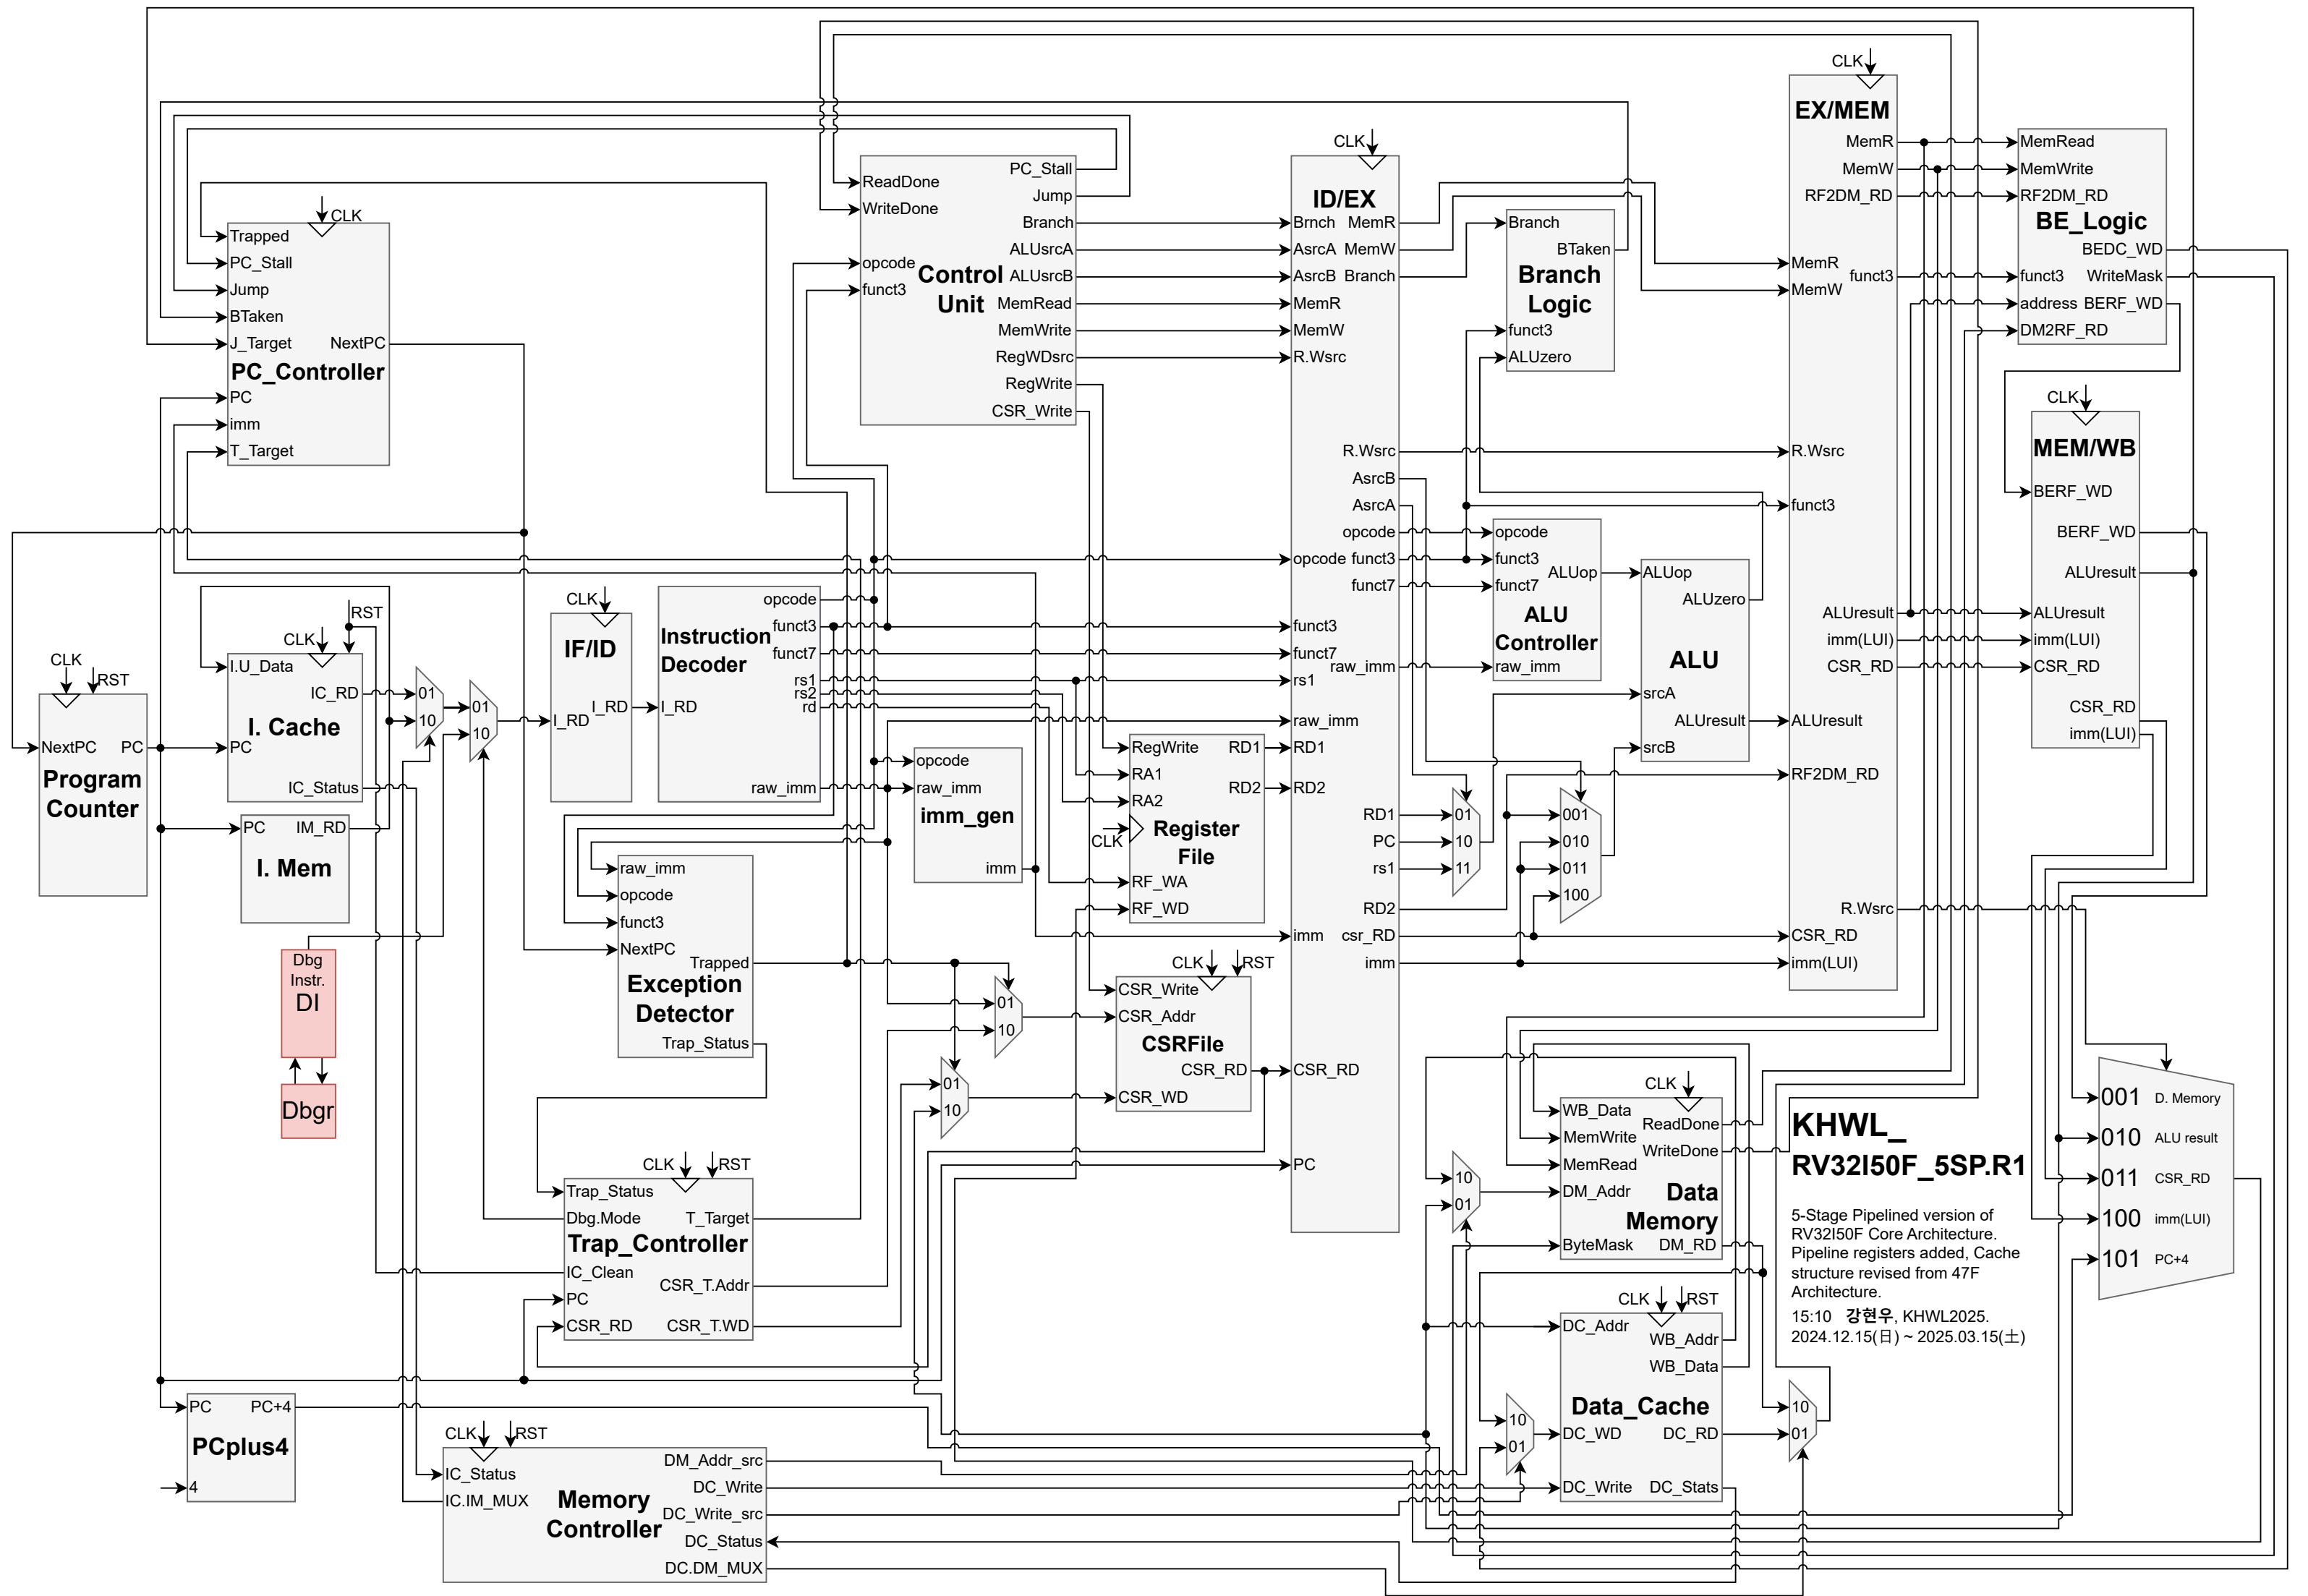 CLK
EX/MEM
MemR
MemW
RF2DM_RD
MemR
funct3
MemW
R.Wsrc
funct3
ALUresult
imm(LUI)
CSR_RD
ALUresult
RF2DM_RD
R.Wsrc
CSR_RD
imm(LUI)
MemRead
MemWrite
RF2DM_RD
BE_Logic
BEDC_WD
WriteMask
funct3
address BERF_WD
DM2RF_RD
CLK
MEM/WB
BERF_WD
BERF_WD
ALUresult
ALUresult
imm(LUI)
CSR_RD
CSR_RD
imm(LUI)
CLK
Trapped
PC_Stall
Jump
BTaken
J_Target NextPC
PC_Controller
PC
imm
T_Target
ReadDone
WriteDone
opcode
funct3
Control
Unit
PC_Stall
Jump
Branch
ALUsrcA
ALUsrcB
MemRead
MemWrite
RegWDsrc
RegWrite
CSR_Write
CLK
ID/EX
Brnch MemR
AsrcA MemW
AsrcB Branch
MemR
MemW
R.Wsrc
R.Wsrc
AsrcB
AsrcA
opcode
opcode funct3
funct7
funct3
funct7
raw_imm
rs1
raw_imm
RD1
RD2
RD1
PC
rs1
RD2
imm csr_RD
imm
CSR_RD
PC
Branch
BTaken
Branch
Logic
funct3
ALUzero
opcode
funct3
ALUop
funct7
ALU
Controller
raw_imm
ALUop
ALUzero
ALU
srcA
ALUresult
srcB
01
10
11
001
010
011
100
CLK
RST
NextPC PC
Program
Counter
RST
CLK
I.U_Data
IC_RD
I. Cache
PC
IC_Status
PC IM_RD
I. Mem
01
10
01
10
Dbg
Instr.
DI
Dbgr
CLK
IF/ID
I_RD
I_RD
opcode
funct3
Instruction
Decoder
funct7
rs1
rs2
rd
I_RD
raw_imm
opcode
raw_imm
imm_gen
imm
RegWrite RD1
RA1
RA2 RD2
Register
File
CLK
RF_WA
RF_WD
raw_imm
opcode
funct3
NextPC
Trapped
Exception
Detector
Trap_Status
01
10
01
10
CLK
RST
CSR_Write
CSR_Addr
CSRFile
CSR_RD
CSR_WD
CLK
RST
Trap_Status
Dbg.Mode T_Target
Trap_Controller
IC_Clean
CSR_T.Addr
PC
CSR_RD CSR_T.WD
PC PC+4
PCplus4
4
CLK
RST
IC_Status
IC.IM_MUX
Memory
Controller
DM_Addr_src
DC_Write
DC_Write_src
DC_Status
DC.DM_MUX
10
01
CLK
WB_Data
ReadDone
MemWrite
WriteDone
MemRead
DM_Addr
Data
Memory
ByteMask DM_RD
CLK
RST
DC_Addr
WB_Addr
WB_Data
Data_Cache
DC_WD DC_RD
DC_Write DC_Stats
10
01
10
01
KHWL_
RV32I50F_5SP.R1
5-Stage Pipelined version of
RV32I50F Core Architecture.
Pipeline registers added, Cache
structure revised from 47F
Architecture.
15:10 강현우, KHWL2025.
2024.12.15(日) ~ 2025.03.15(土)
001 D. Memory
010 ALU result
011 CSR_RD
100 imm(LUI)
101 PC+4